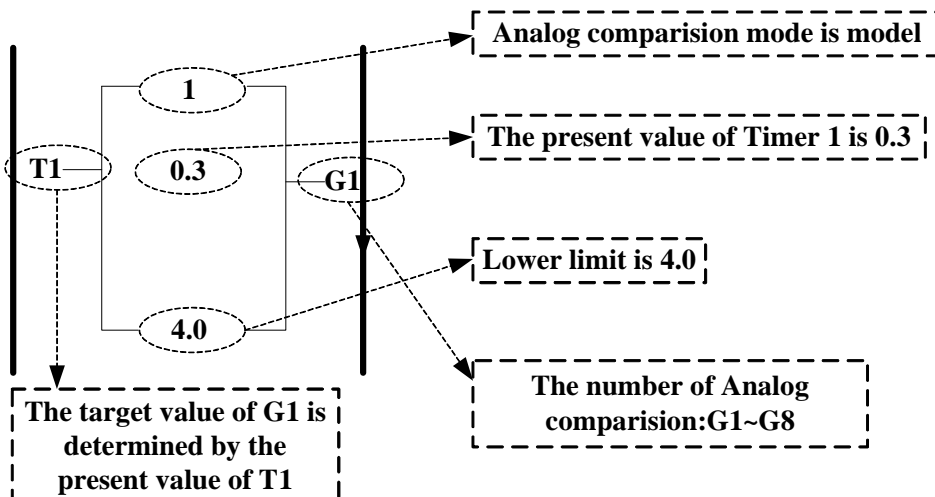 Analog comparision mode is model
1
The present value of Timer 1 is 0.3
T1
0.3
G1
Lower limit is 4.0
4.0
The number of Analog
comparision:G1~G8
The target value of G1 is
determined by the
present value of T1